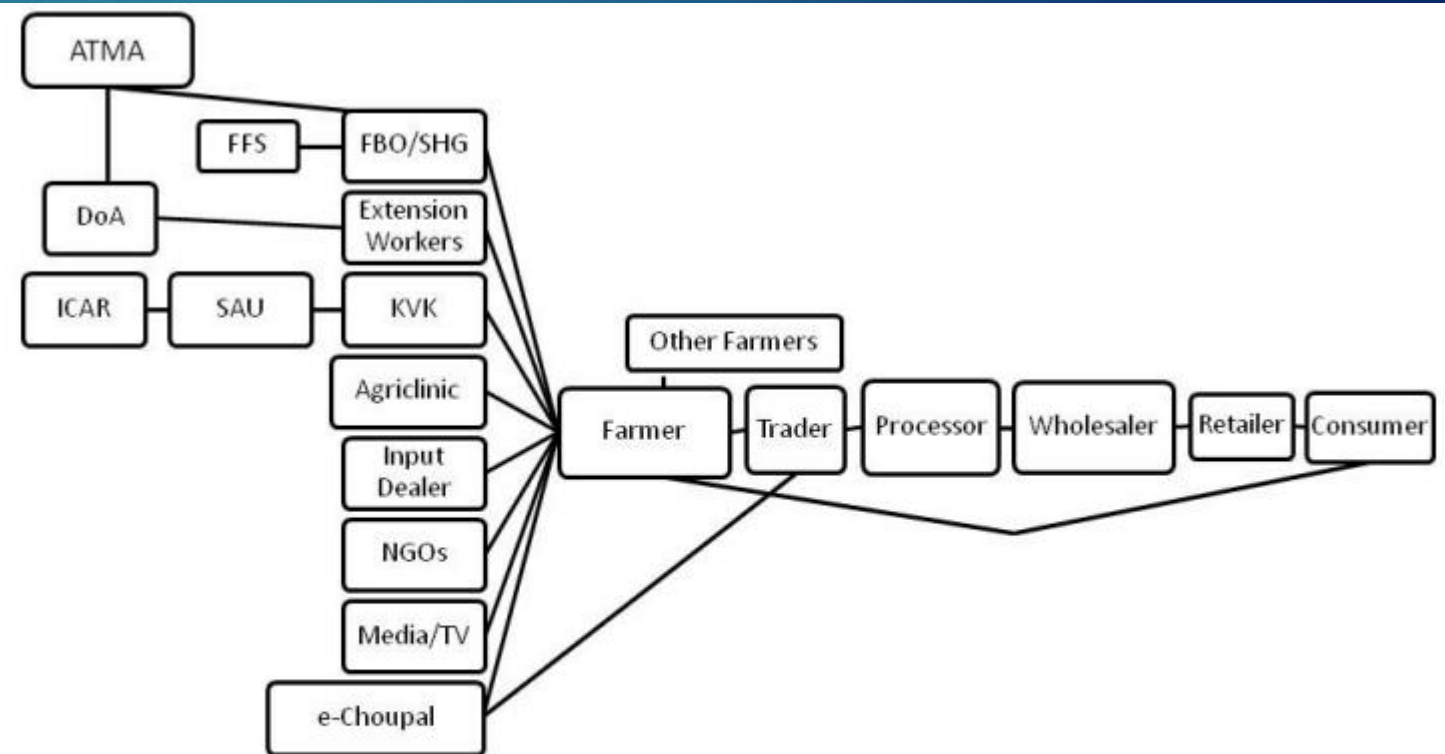 ATMA
FFS
FBO/SHG
DoA
Extension
Workers
ICAR
SAU
KVK
Other Farmers
Agriclinic
Farmer
Trader
Processor
Wholesaler
Retailer
Consumer
Input
Dealer
NGOs
Media/TV
e-Choupal